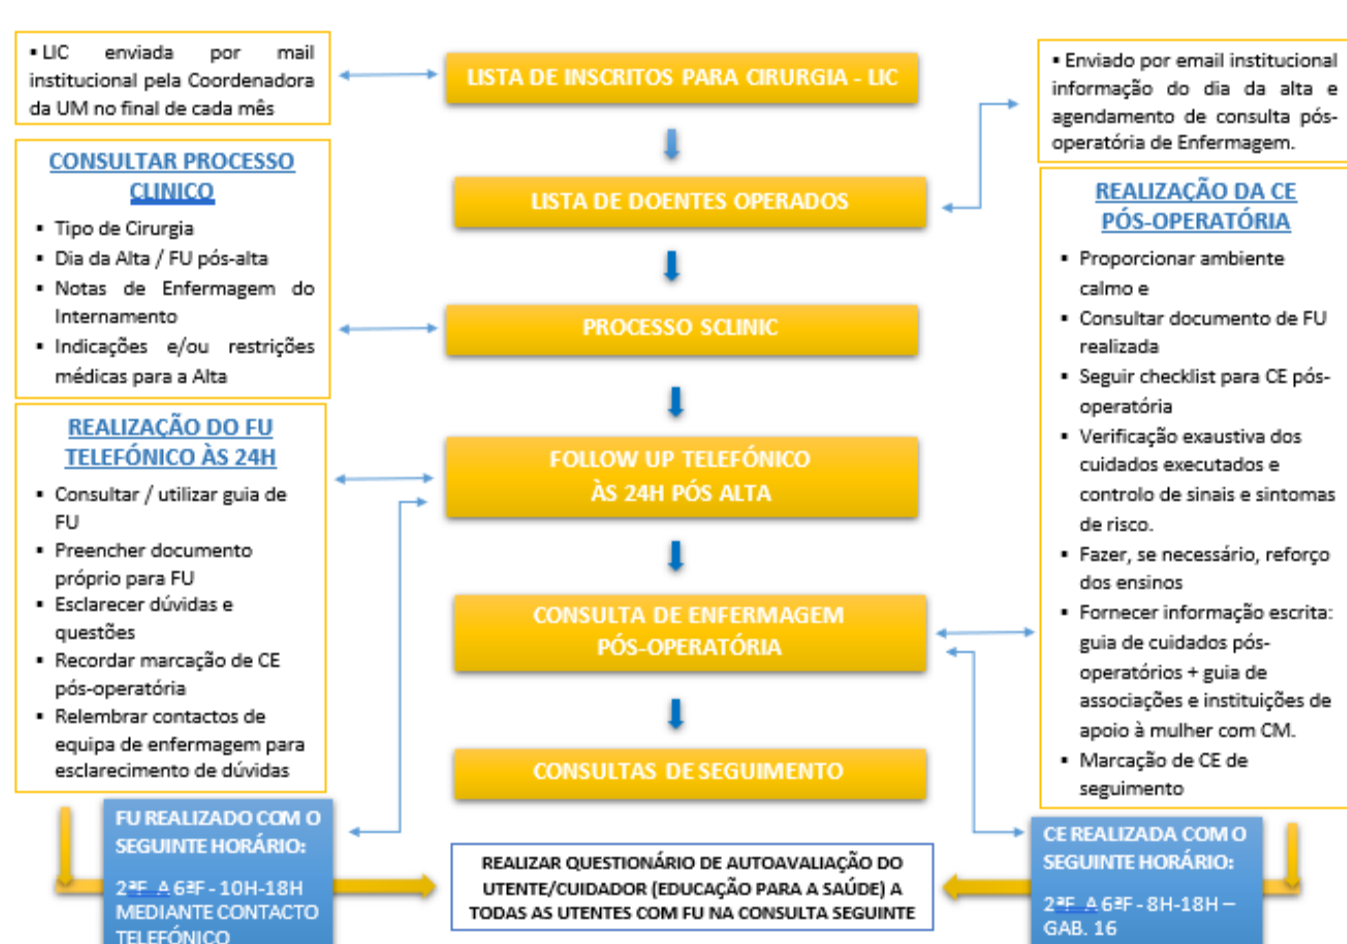 ▪ LIC enviada por mail
institucional pela Coordenadora
da UM no final de cada mês
CONSULTAR PROCESSO
CLINICO
▪ Tipo de Cirurgia
▪ Dia da Alta / FU pós-alta
▪ Notas de Enfermagem do
Internamento
▪ Indicações e/ou restrições
médicas para a Alta
REALIZAÇÃO DO FU
TELEFÓNICO ÀS 24H
▪ Consultar / utilizar guia de
FU
▪ Preencher documento
próprio para FU
▪ Esclarecer dúvidas e
questões
▪ Recordar marcação de CE
pós-operatória
▪ Relembrar contactos de
equipa de enfermagem para
esclarecimento de dúvidas
FU REALIZADO COM O
SEGUINTE HORÁRIO:
2ªF A 6ªF - 10H-18H
MEDIANTE CONTACTO
TELEFÓNICO
LISTA DE INSCRITOS PARA CIRURGIA - LIC
LISTA DE DOENTES OPERADOS
PROCESSO SCLINIC
FOLLOW UP TELEFÓNICO
ÀS 24H PÓS ALTA
CONSULTA DE ENFERMAGEM
PÓS-OPERATÓRIA
CONSULTAS DE SEGUIMENTO
REALIZAR QUESTIONÁRIO DE AUTOAVALIAÇÃO DO
UTENTE/CUIDADOR (EDUCAÇÃO PARA A SAÚDE) A
TODAS AS UTENTES COM FU NA CONSULTA SEGUINTE
▪ Enviado por email institucional
informação do dia da alta e
agendamento de consulta pós-
operatória de Enfermagem.
REALIZAÇÃO DA CE
PÓS-OPERATÓRIA
▪ Proporcionar ambiente
calmo e
▪ Consultar documento de FU
realizada
▪ Seguir checklist para CE pós-
operatória
▪ Verificação exaustiva dos
cuidados executados e
controlo de sinais e sintomas
de risco.
▪ Fazer, se necessário, reforço
dos ensinos
▪ Fornecer informação escrita:
guia de cuidados pós-
operatórios + guia de
associações e instituições de
apoio à mulher com CM.
▪ Marcação de CE de
seguimento
CE REALIZADA COM O
SEGUINTE HORÁRIO:
2ªF A 6ªF - 8H-18H –
GAB. 16